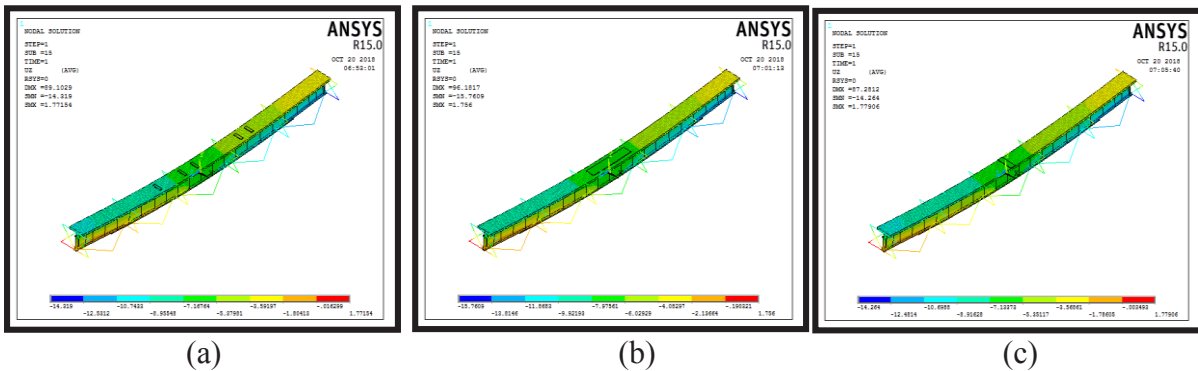 1
NODAL SOLUTION
STEP=1
SUB =15
TIME=1
UZ (AVG)
RSYS=0
DMX =89.1029
SMN =-14.319
SMX =1.77154
ANSYS
R15.0
OCT 20 2018
06:53:01
-14.319 -10.7433 -7.16764 -3.59197 -.016299
-12.5312 -8.95548 -5.37981 -1.80413 1.77154
(a)
1
NODAL SOLUTION
STEP=1
SUB =15
TIME=1
UZ (AVG)
RSYS=0
DMX =96.1817
SMN =-15.7609
SMX =1.756
ANSYS
R15.0
OCT 20 2018
07:01:13
-15.7609 -11.8683 -7.97561 -4.08297 -.190321
-13.8146 -9.92193 -6.02929 -2.13664 1.756
(b)
1
NODAL SOLUTION
STEP=1
SUB =15
TIME=1
UZ (AVG)
RSYS=0
DMX =87.2812
SMN =-14.264
SMX =1.77906
ANSYS
R15.0
OCT 20 2018
07:05:40
-14.264 -10.6988 -7.13373 -3.56861 -.003493
-12.4814 -8.91628 -5.35117 -1.78605 1.77906
(c)